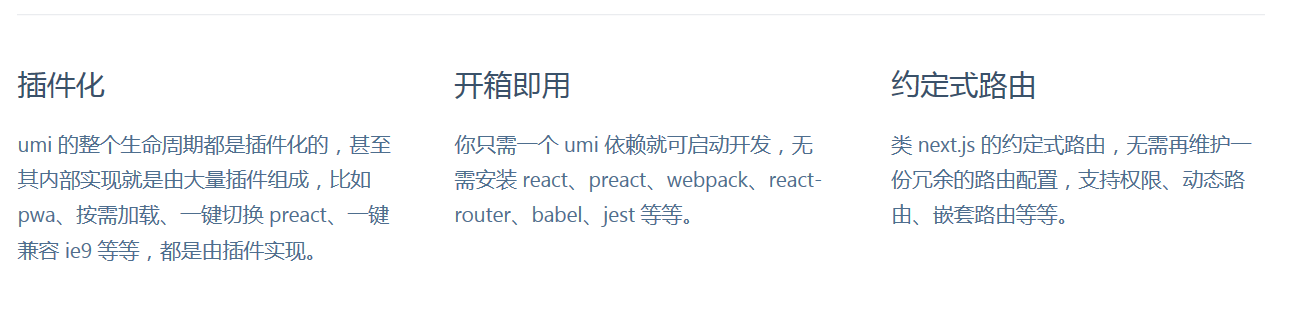 插件化
umi 的整个生命周期都是插件化的，甚至
其内部实现就是由大量插件组成，比如
pwa、按需加载、一键切换 preact、一键
兼容 ie9 等等，都是由插件实现。
开箱即用
你只需一个 umi 依赖就可启动开发，无
需安装 react、preact、webpack、react-
router、babel、jest 等等。
约定式路由
类 next.js 的约定式路由，无需再维护一
份冗余的路由配置，支持权限、动态路
由、嵌套路由等等。